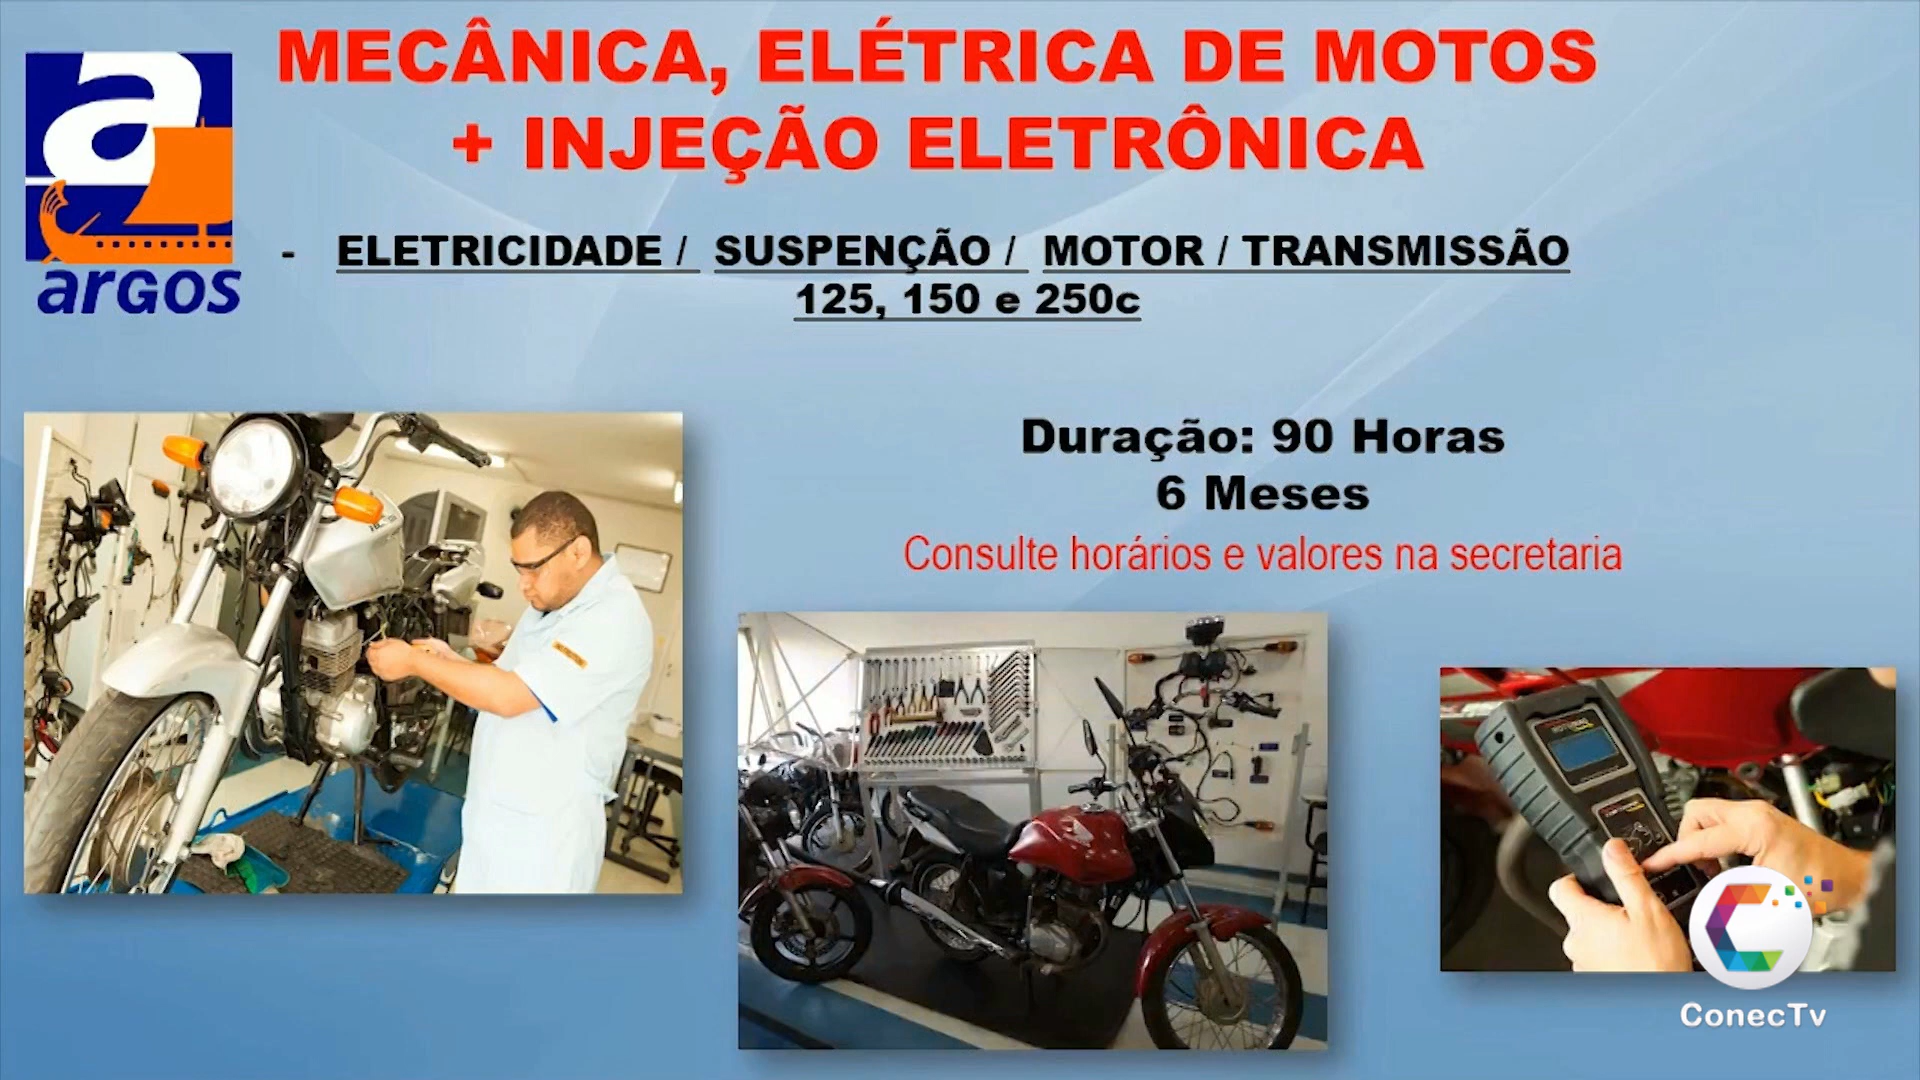 MECÂNICA, ELÉTRICA DE MOTOS
+ INJEÇÃO ELETRÔNICA
a
argos
- ELETRICIDADE / SUSPENÇÃO / MOTOR / TRANSMISSÃO
125, 150 e 250c
Duração: 90 Horas
6 Meses
Consulte horários e valores na secretaria
C
ConecTv